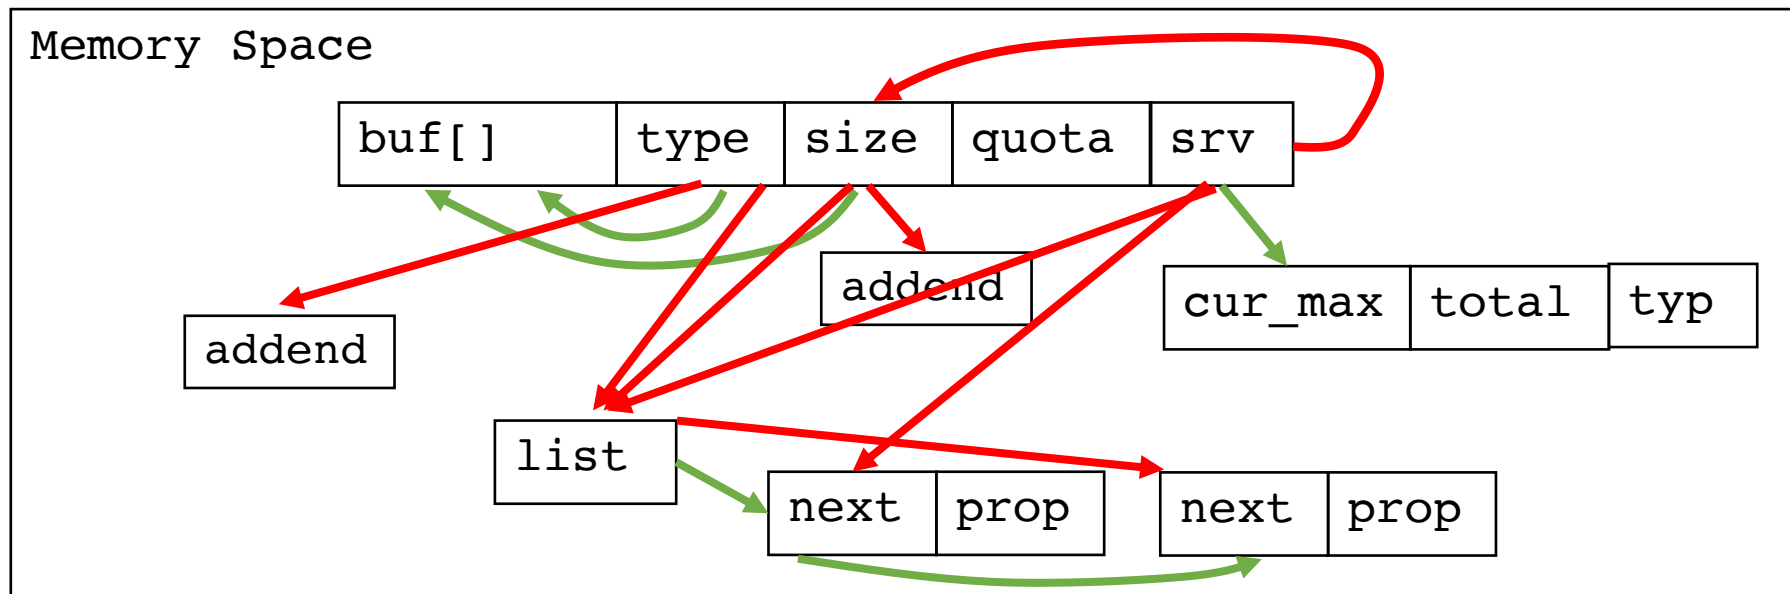 Memory Space
buf[] type size quota srv
addend
cur_max total typ
addend
list
next prop next prop